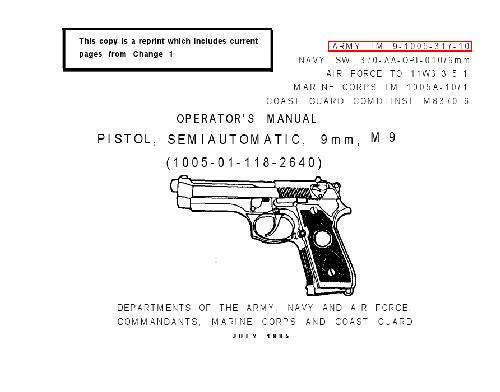 This copy is a reprint which includes current
pages from Change 1
ARMY TM 9-1005-317-10
NAVY SW 370-AA-OPI-010/9mm
AIR FORCE TO 11W3-3-5-1
MARINE CORPS TM 1005A-10/1
COAST GUARD COMDTINST M8370.6
OPERATOR'S MANUAL
PISTOL, SEMIAUTOMATIC, 9mm, M9
(1005-01-118-2640)
DEPARTMENTS OF THE ARMY, NAVY AND AIR FORCE,
COMMANDANTS, MARINE CORPS AND COAST GUARD
JULY